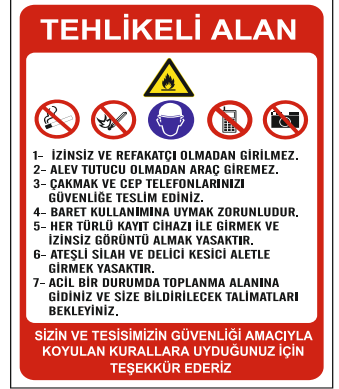 TEHLİKELİ ALAN
1- İZİNSİZ VE REFAKATÇI OLMADAN GİRİLMEZ.
2- ALEV TUTUCU OLMADAN ARAÇ GİREMEZ.
3- ÇAKMAK VE CEP TELEFONLARINIZI
GÜVENLİĞE TESLİM EDİNİZ.
4- BARET KULLANIMINA UYMAK ZORUNLUDUR.
5- HER TÜRLÜ KAYIT CİHAZI İLE GİRMEK VE
İZİNSİZ GÖRÜNTÜ ALMAK YASAKTIR.
6- ATEŞLİ SİLAH VE DELİCİ KESİCİ ALETLE
GİRMEK YASAKTIR.
7- ACİL BİR DURUMDA TOPLANMA ALANINA
GİDİNİZ VE SİZE BİLDİRİLECEK TALİMATLARI
BEKLEYİNİZ.
SİZİN VE TESİSİMİZİN GÜVENLİĞİ AMACIYLA
KOYULAN KURALLARA UYDUĞUNUZ İÇİN
TEŞEKKÜR EDERİZ